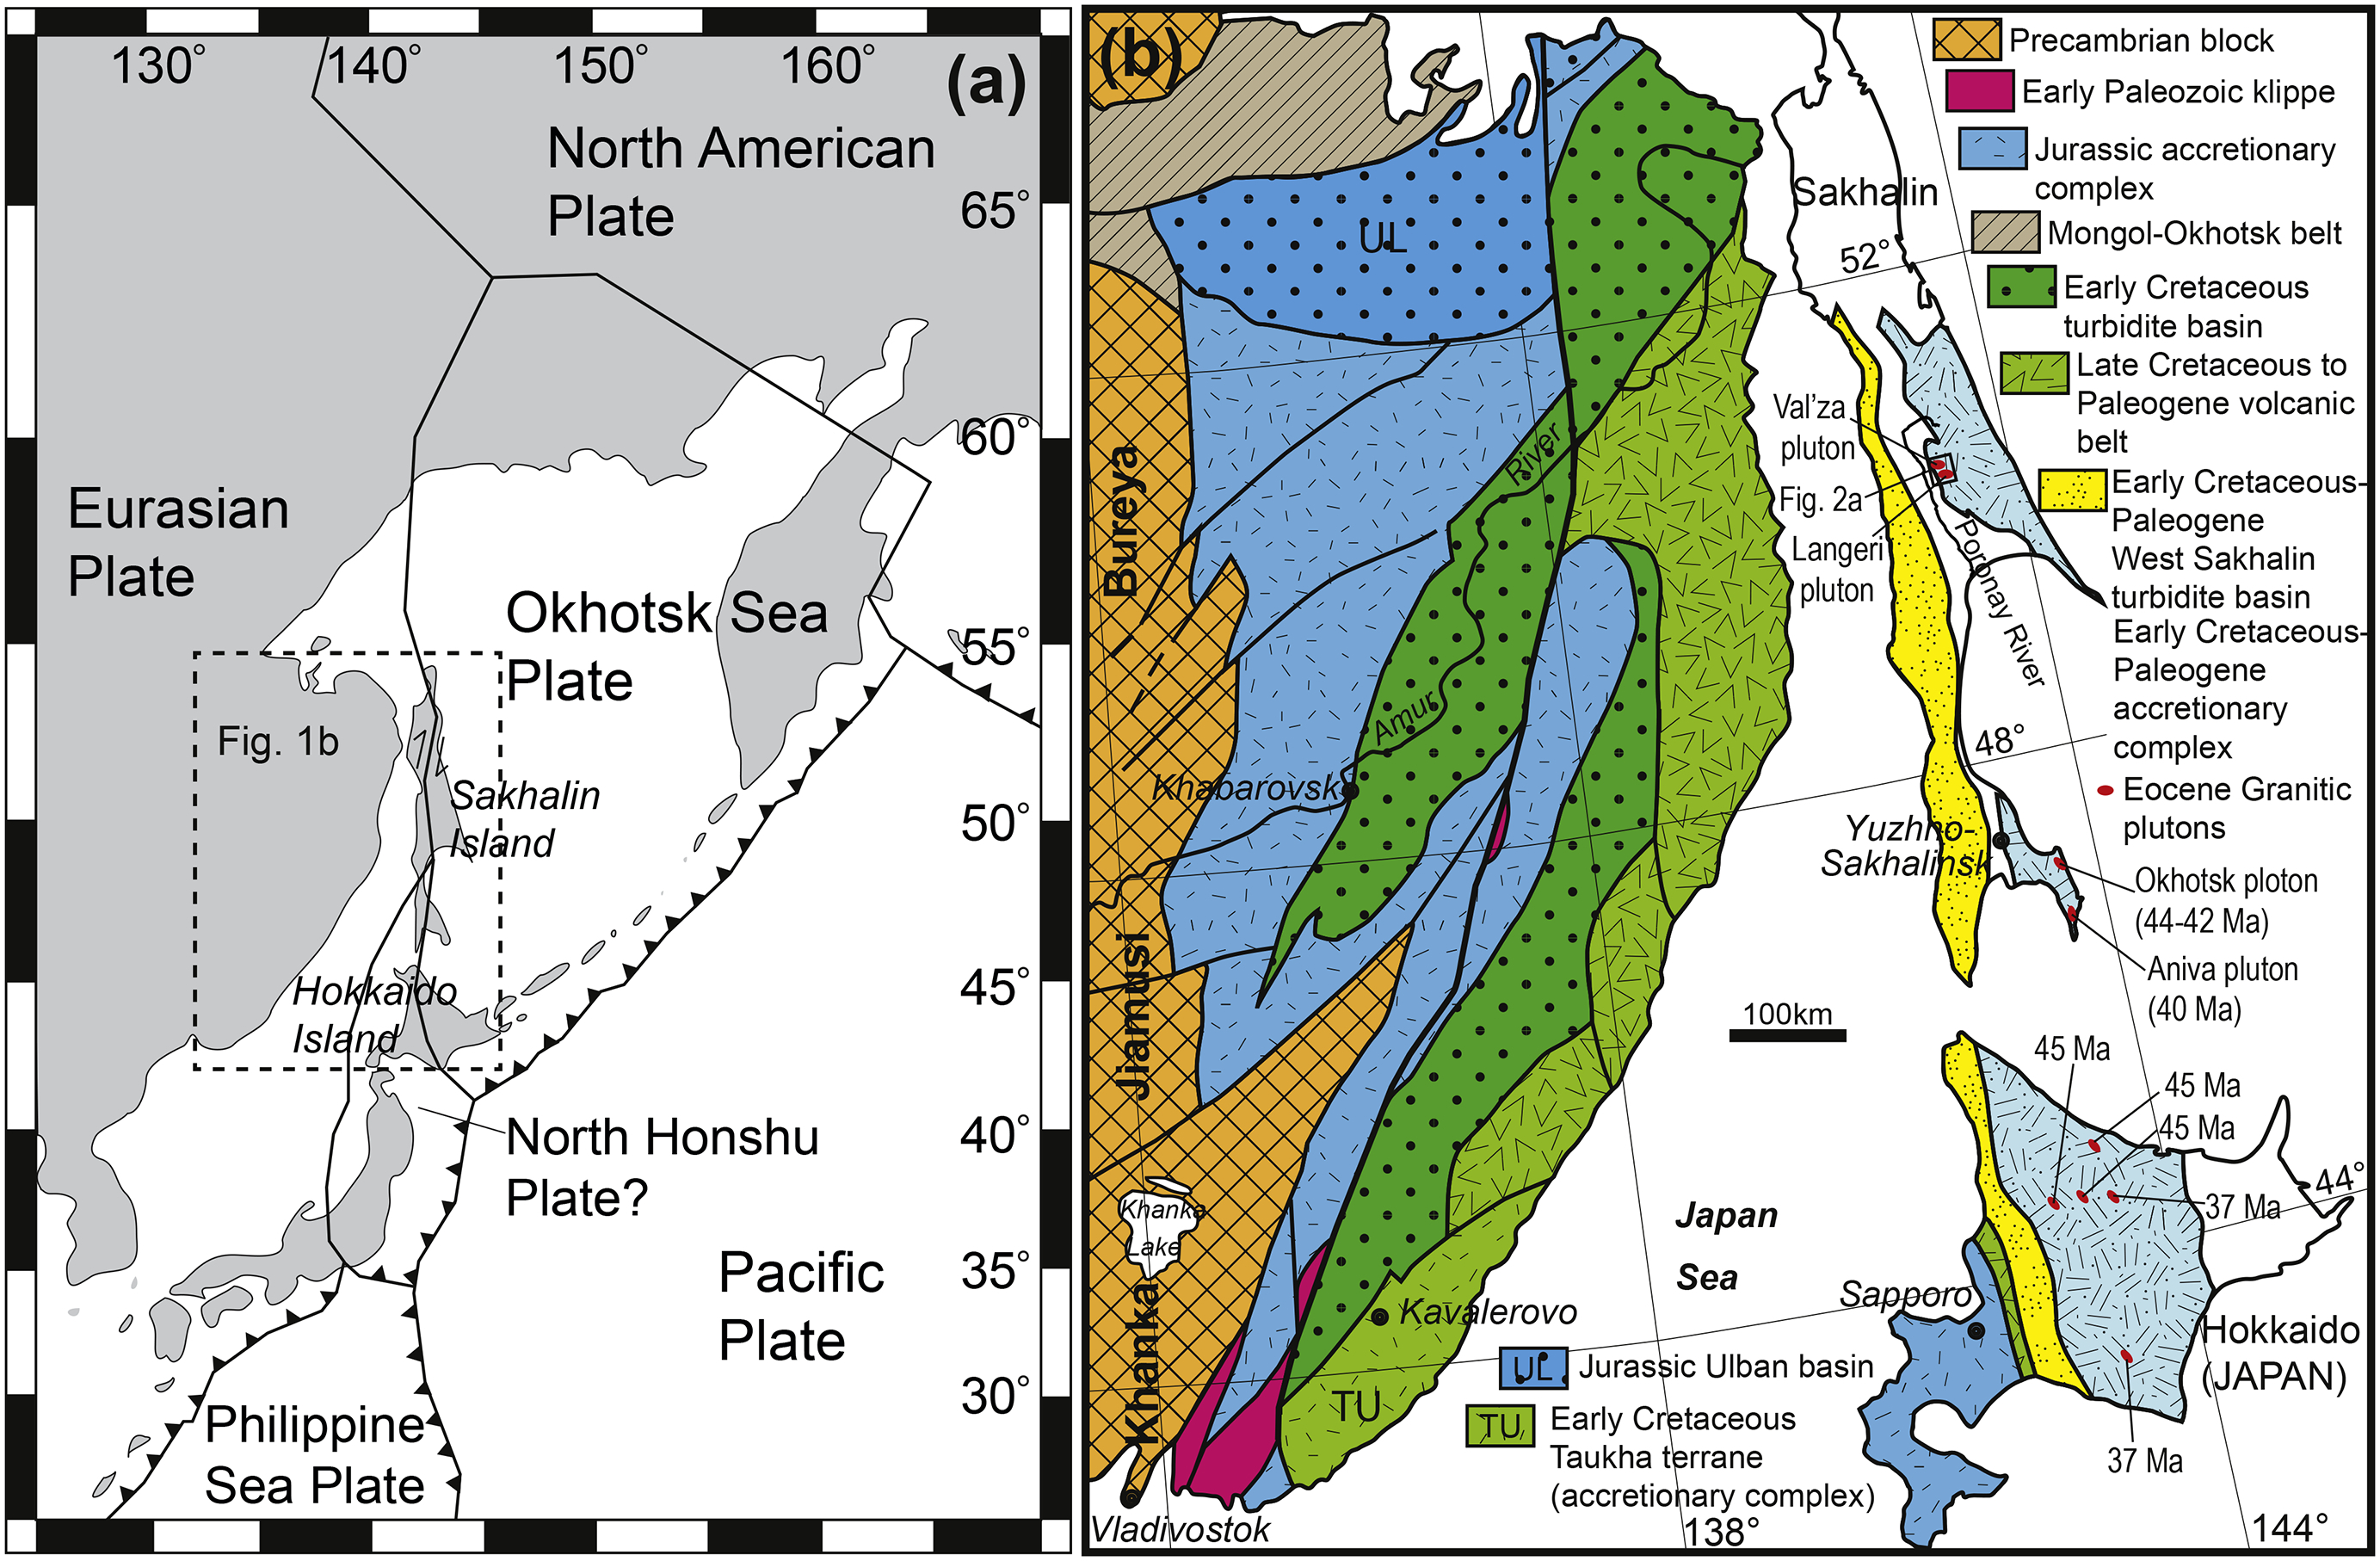 130°
140°
150°
160°
(a)
North American
Plate
65°
60°
Eurasian
Plate
Okhotsk Sea
Plate
55°
Fig. 1b
Sakhalin
Island
50°
Hokkaido
Island
45°
North Honshu
Plate?
40°
Pacific
Plate
35°
30°
Philippine
Sea Plate
(b)
Precambrian block
Early Paleozoic klippe
Jurassic accretionary
complex
Mongol-Okhotsk belt
Early Cretaceous
turbidite basin
Late Cretaceous to
Paleogene volcanic
belt
Early Cretaceous-
Paleogene
West Sakhalin
turbidite basin
Early Cretaceous-
Paleogene
accretionary
complex
Eocene Granitic
plutons
Sakhalin
52°
UL
Val'za
pluton
Fig. 2a
Langeri
pluton
Poronay River
48°
Bureya
Amur
River
Khabarovsk
Yuzhno-
Sakhalinsk
Okhotsk ploton
(44-42 Ma)
Aniva pluton
(40 Ma)
Jiamusi
100km
45 Ma
45 Ma
45 Ma
37 Ma
44°
Khanka
Lake
Japan
Sea
Sapporo
Khanka
Kavalerovo
Hokkaido
(JAPAN)
37 Ma
TU
UL
Jurassic Ulban basin
TU
Early Cretaceous
Taukha terrane
(accretionary complex)
Vladivostok
138°
144°